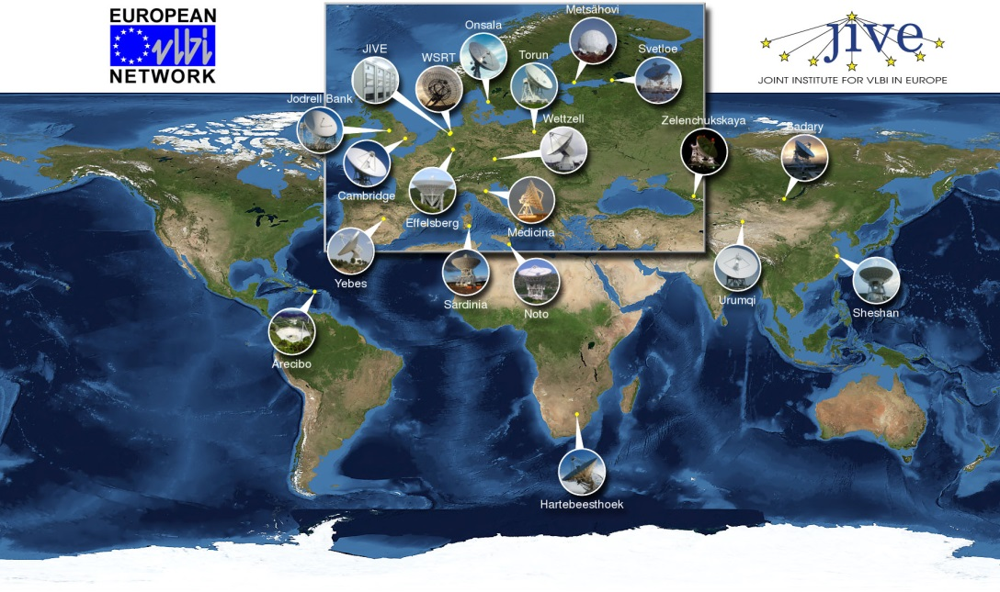 EUROPEAN
vlbi
NETWORK
jive
JOINT INSTITUTE FOR VLBI IN EUROPE
Metsähovi
Onsala
JIVE
WSRT
Torun
Svetloe
Jodrell Bank
Wettzell
Zelenchukskaya
Badary
Cambridge
Effelsberg
Medicina
Yebes
Sardinia
Noto
Urumqi
Sheshan
Arecibo
Hartebeesthoek